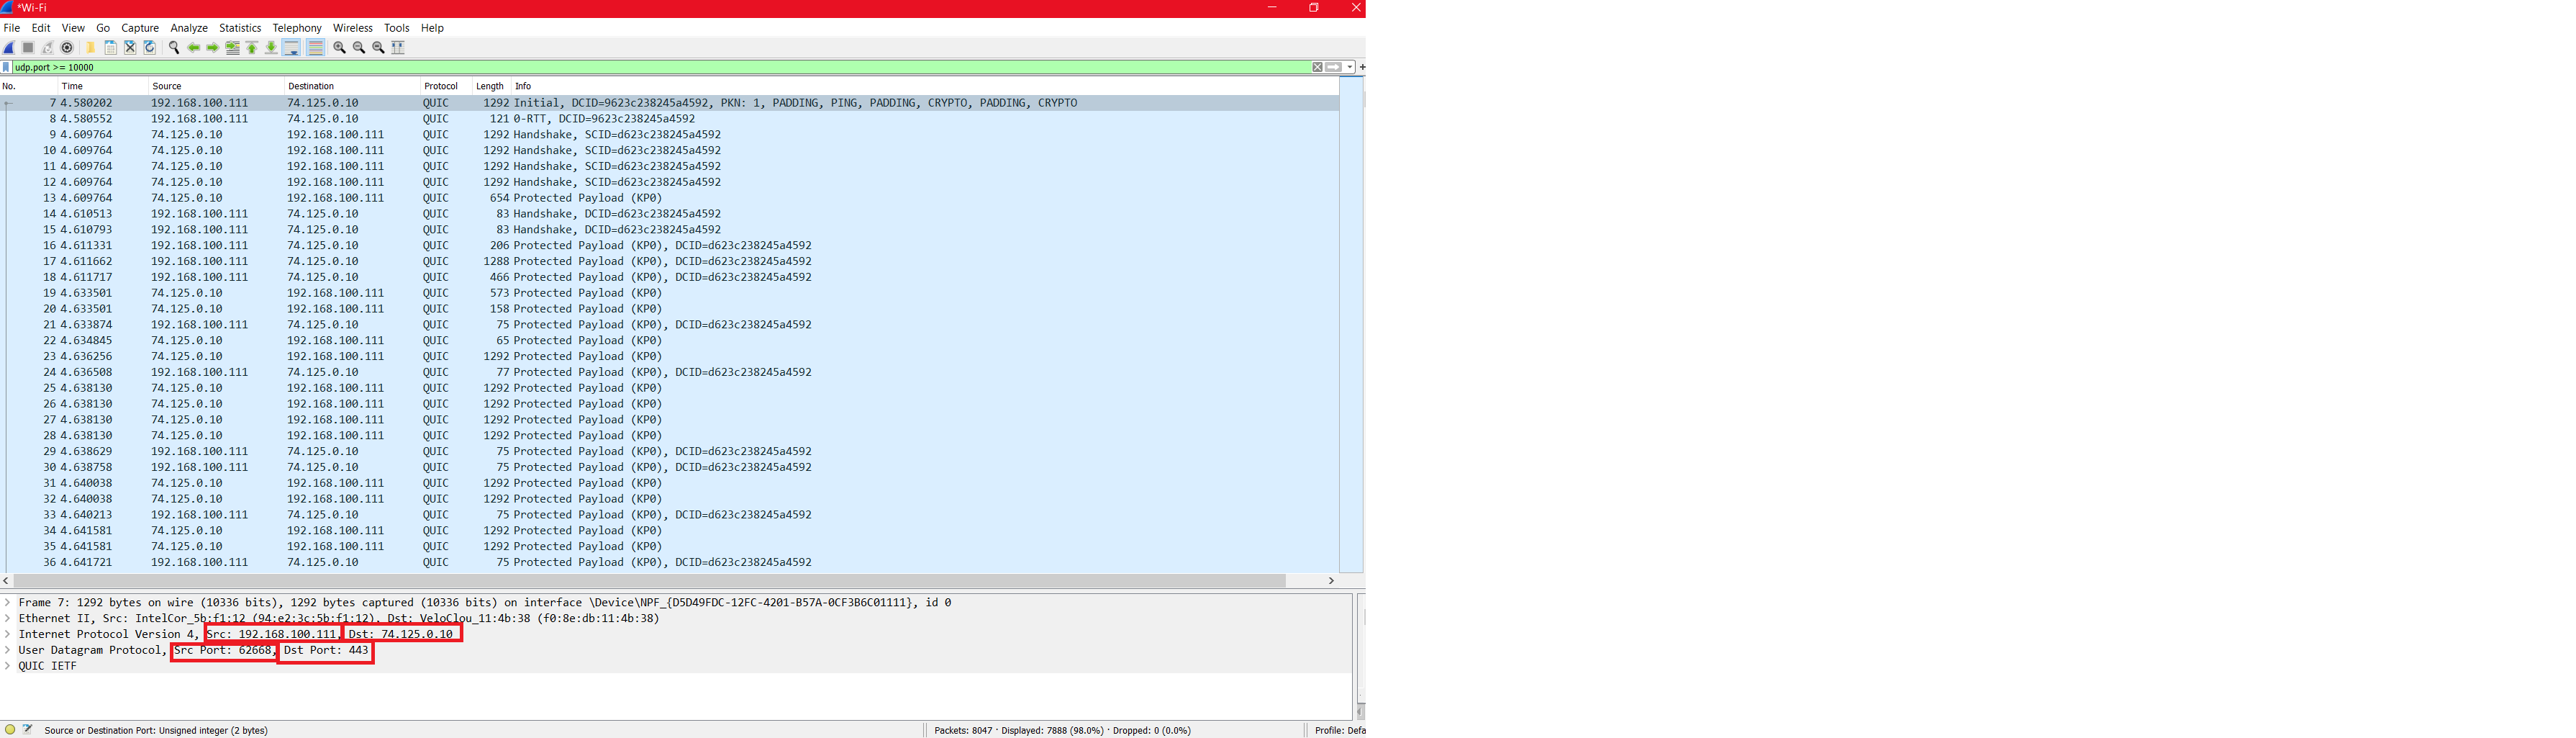 *Wi-Fi
File Edit View Go Capture Analyze Statistics Telephony Wireless Tools Help
udp.port >= 10000
No. Time Source Destination Protocol Length Info
7 4.580202 192.168.100.111 74.125.0.10 QUIC 1292 Initial, DCID=9623c238245a4592, PKN: 1, PADDING, PING, PADDING, CRYPTO, PADDING, CRYPTO
8 4.580552 192.168.100.111 74.125.0.10 QUIC 121 0-RTT, DCID=9623c238245a4592
9 4.609764 74.125.0.10 192.168.100.111 QUIC 1292 Handshake, SCID=d623c238245a4592
10 4.609764 74.125.0.10 192.168.100.111 QUIC 1292 Handshake, SCID=d623c238245a4592
11 4.609764 74.125.0.10 192.168.100.111 QUIC 1292 Handshake, SCID=d623c238245a4592
12 4.609764 74.125.0.10 192.168.100.111 QUIC 1292 Handshake, SCID=d623c238245a4592
13 4.609764 74.125.0.10 192.168.100.111 QUIC 654 Protected Payload (KP0)
14 4.610513 192.168.100.111 74.125.0.10 QUIC 83 Handshake, DCID=d623c238245a4592
15 4.610793 192.168.100.111 74.125.0.10 QUIC 83 Handshake, DCID=d623c238245a4592
16 4.611331 192.168.100.111 74.125.0.10 QUIC 206 Protected Payload (KP0), DCID=d623c238245a4592
17 4.611662 192.168.100.111 74.125.0.10 QUIC 1288 Protected Payload (KP0), DCID=d623c238245a4592
18 4.611717 192.168.100.111 74.125.0.10 QUIC 466 Protected Payload (KP0), DCID=d623c238245a4592
19 4.633501 74.125.0.10 192.168.100.111 QUIC 573 Protected Payload (KP0)
20 4.633501 74.125.0.10 192.168.100.111 QUIC 158 Protected Payload (KP0)
21 4.633874 192.168.100.111 74.125.0.10 QUIC 75 Protected Payload (KP0), DCID=d623c238245a4592
22 4.634845 74.125.0.10 192.168.100.111 QUIC 65 Protected Payload (KP0)
23 4.636256 74.125.0.10 192.168.100.111 QUIC 1292 Protected Payload (KP0)
24 4.636508 192.168.100.111 74.125.0.10 QUIC 77 Protected Payload (KP0), DCID=d623c238245a4592
25 4.638130 74.125.0.10 192.168.100.111 QUIC 1292 Protected Payload (KP0)
26 4.638130 74.125.0.10 192.168.100.111 QUIC 1292 Protected Payload (KP0)
27 4.638130 74.125.0.10 192.168.100.111 QUIC 1292 Protected Payload (KP0)
28 4.638130 74.125.0.10 192.168.100.111 QUIC 1292 Protected Payload (KP0)
29 4.638629 192.168.100.111 74.125.0.10 QUIC 75 Protected Payload (KP0), DCID=d623c238245a4592
30 4.638758 192.168.100.111 74.125.0.10 QUIC 75 Protected Payload (KP0), DCID=d623c238245a4592
31 4.640038 74.125.0.10 192.168.100.111 QUIC 1292 Protected Payload (KP0)
32 4.640038 74.125.0.10 192.168.100.111 QUIC 1292 Protected Payload (KP0)
33 4.640213 192.168.100.111 74.125.0.10 QUIC 75 Protected Payload (KP0), DCID=d623c238245a4592
34 4.641581 74.125.0.10 192.168.100.111 QUIC 1292 Protected Payload (KP0)
35 4.641581 74.125.0.10 192.168.100.111 QUIC 1292 Protected Payload (KP0)
36 4.641721 192.168.100.111 74.125.0.10 QUIC 75 Protected Payload (KP0), DCID=d623c238245a4592
Frame 7: 1292 bytes on wire (10336 bits), 1292 bytes captured (10336 bits) on interface \Device\NPF_{D5D49FDC-12FC-4201-B57A-0CF3B6C01111}, id 0
Ethernet II, Src: IntelCor_5b:f1:12 (94:e2:3c:5b:f1:12), Dst: VeloClou_11:4b:38 (f0:8e:db:11:4b:38)
Internet Protocol Version 4, Src: 192.168.100.111, Dst: 74.125.0.10
User Datagram Protocol, Src Port: 62668, Dst Port: 443
QUIC IETF
Source or Destination Port: Unsigned integer (2 bytes) Packets: 8047 · Displayed: 7888 (98.0%) · Dropped: 0 (0.0%) Profile: Defa